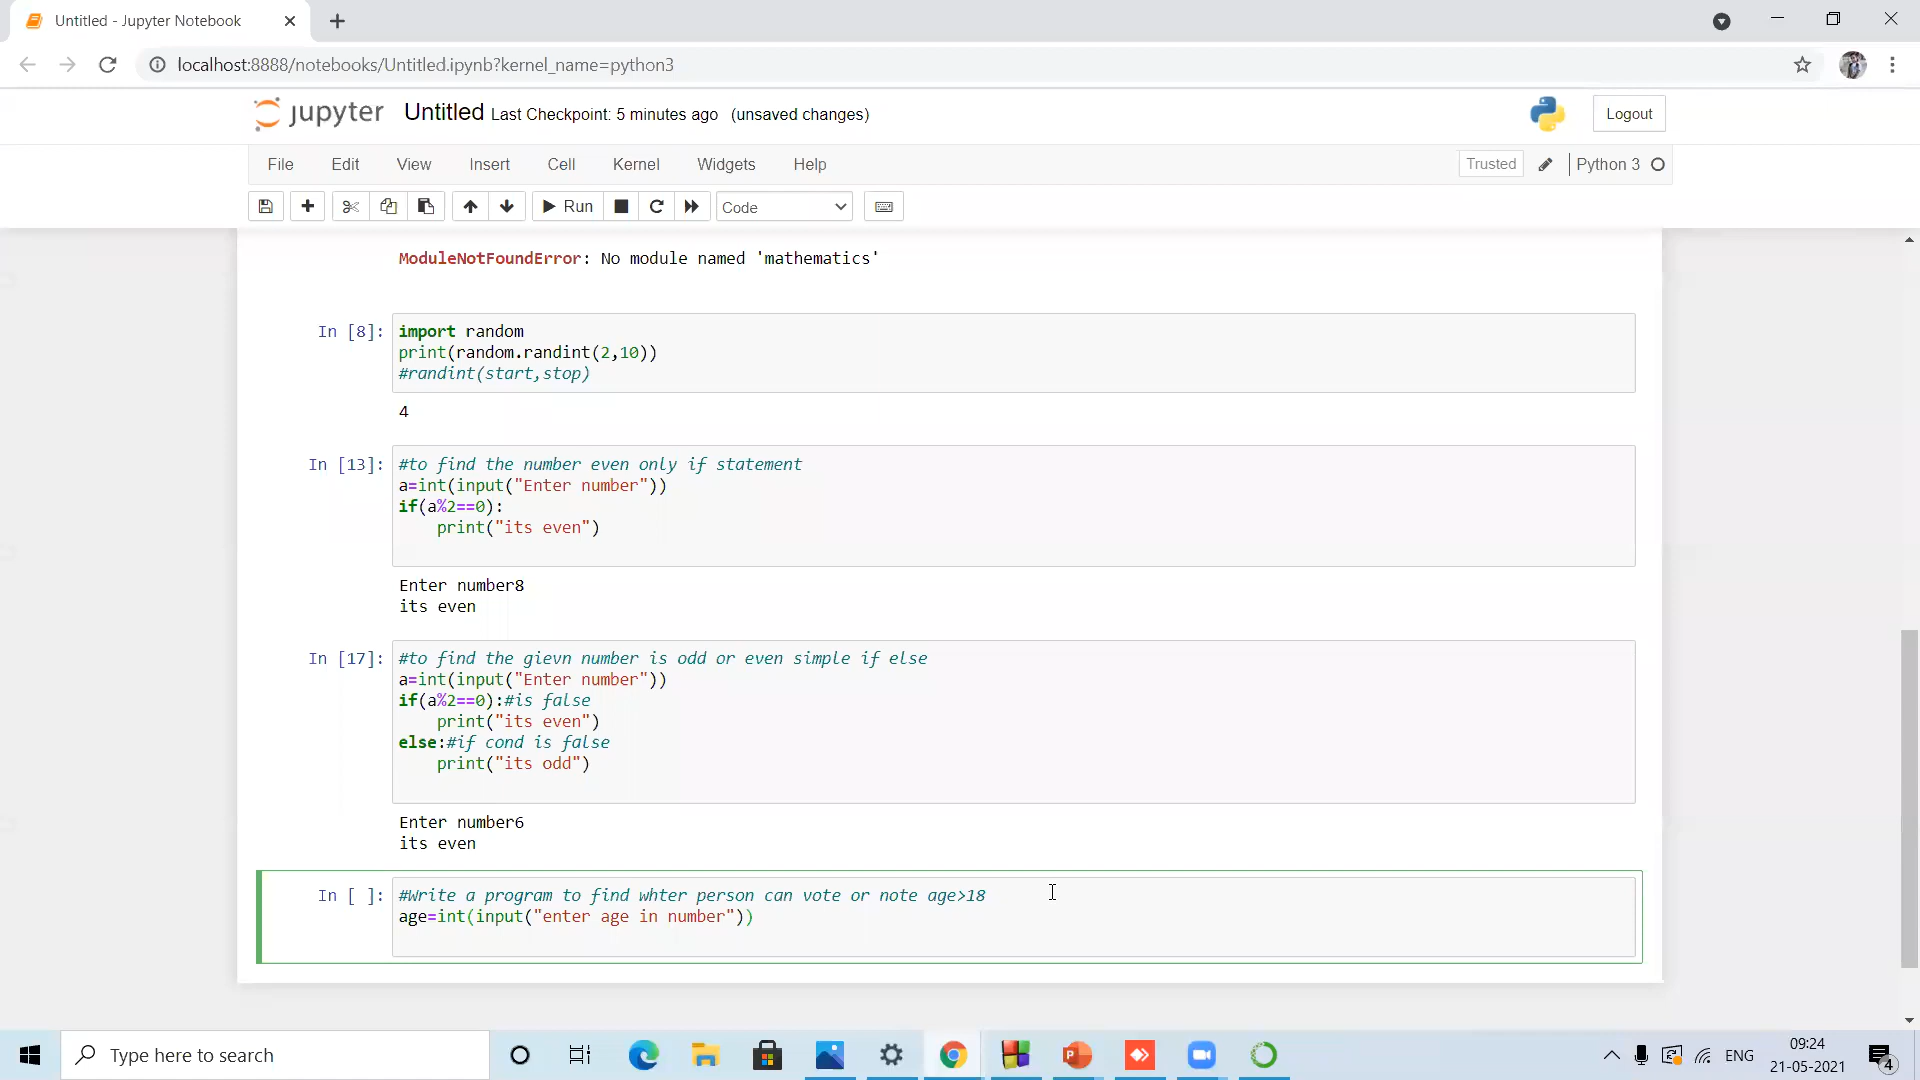 Untitled - Jupyter Notebook
localhost:8888/notebooks/Untitled.ipynb?kernel_name=python3
jupyter Untitled Last Checkpoint: 5 minutes ago (unsaved changes)
Logout
File Edit View Insert Cell Kernel Widgets Help
Trusted Python 3
Run Code
ModuleNotFoundError: No module named 'mathematics'
In [8]: import random
print(random.randint(2,10))
#randint(start,stop)
4
In [13]: #to find the number even only if statement
a=int(input("Enter number"))
if(a%2==0):
print("its even")
Enter number8
its even
In [17]: #to find the gievn number is odd or even simple if else
a=int(input("Enter number"))
if(a%2==0):#is false
print("its even")
else:#if cond is false
print("its odd")
Enter number6
its even
In [ ]: #Write a program to find whter person can vote or note age>18
age=int(input("enter age in number"))
Type here to search
ENG
09:24
21-05-2021
4